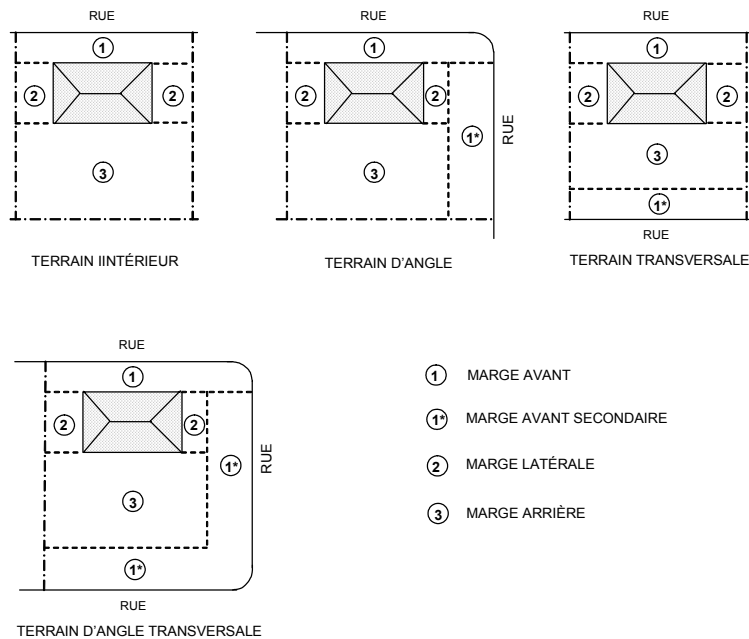 RUE
1
2
2
3
TERRAIN IINTÉRIEUR
RUE
1
2
2
1*
RUE
3
TERRAIN D'ANGLE
RUE
1
2
2
3
1*
RUE
TERRAIN TRANSVERSALE
RUE
1
2
2
1*
RUE
3
1*
RUE
TERRAIN D'ANGLE TRANSVERSALE
1 MARGE AVANT
1* MARGE AVANT SECONDAIRE
2 MARGE LATÉRALE
3 MARGE ARRIÈRE